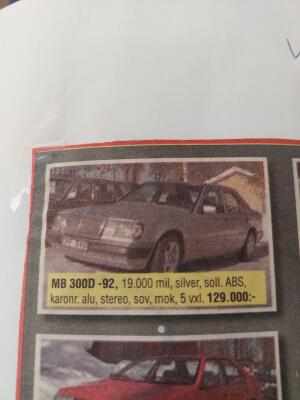 MB 300D -92, 19.000 mil, silver, soll. ABS,
karonr. alu, stereo, sov, mok, 5 vxl. 129.000:-